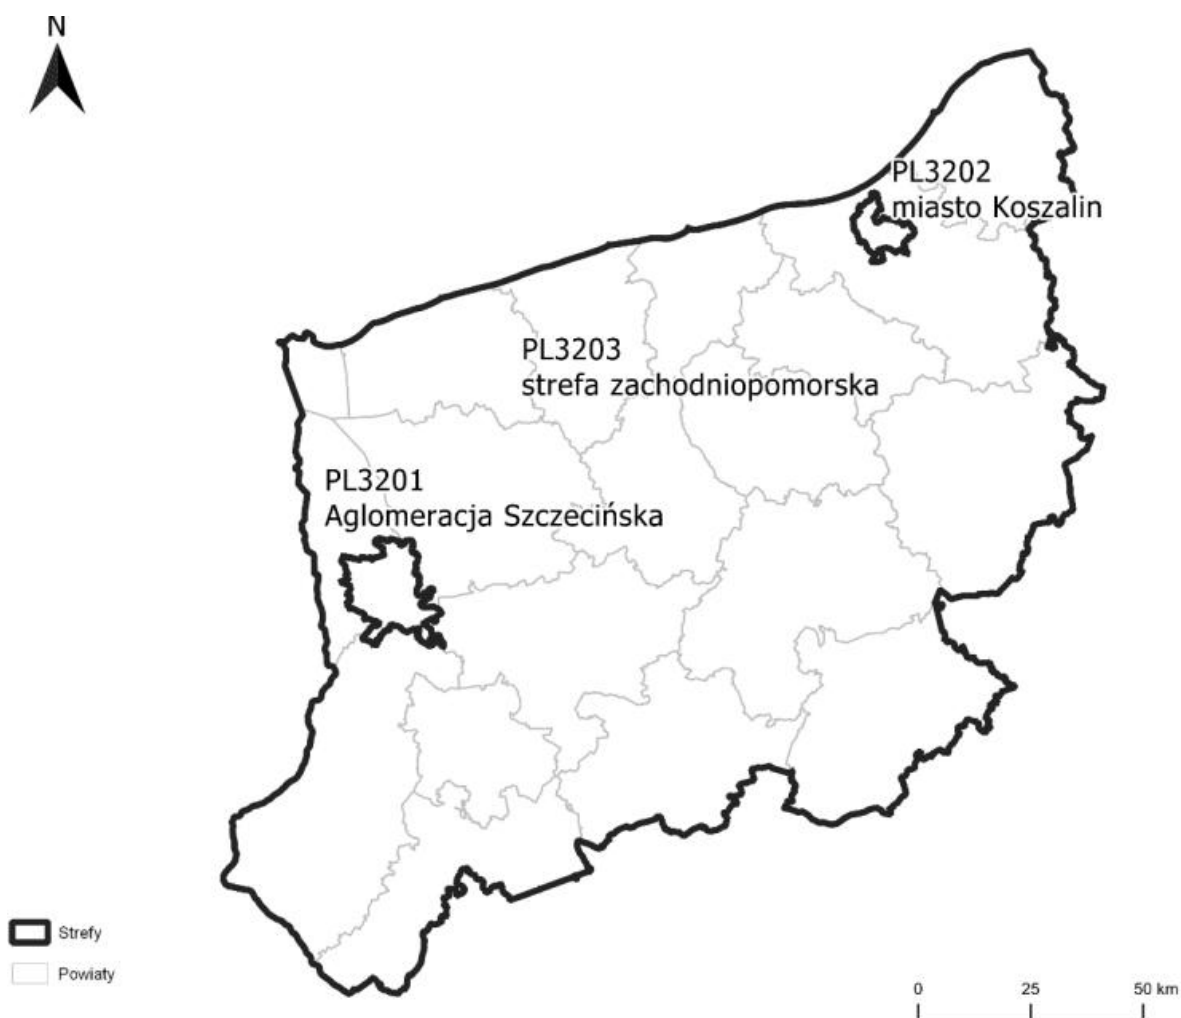 N
PL3202
miasto Koszalin
PL3203
strefa zachodniopomorska
PL3201
Aglomeracja Szczecińska
Strefy
Powiaty
0 25 50 km